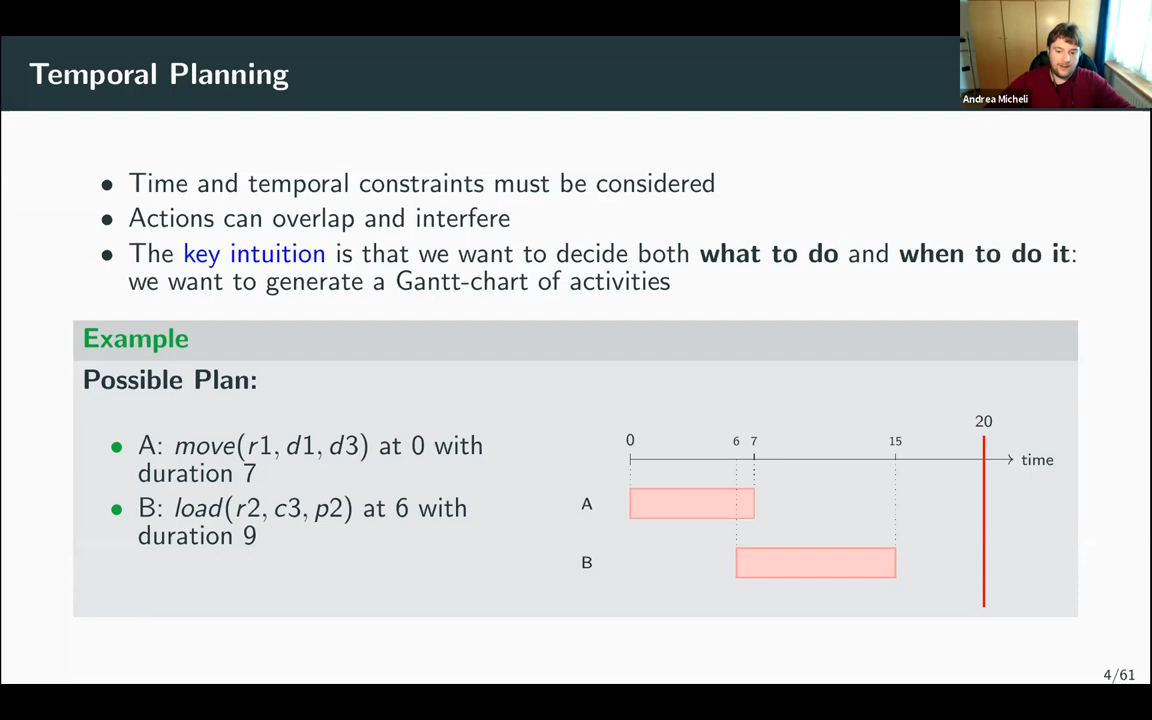 Temporal Planning
Andrea Micheli
• Time and temporal constraints must be considered
• Actions can overlap and interfere
• The key intuition is that we want to decide both what to do and when to do it:
we want to generate a Gantt-chart of activities
Example
Possible Plan:
• A: move(r1, d1, d3) at 0 with
duration 7
• B: load(r2, c3, p2) at 6 with
duration 9
20
0 6 7 15
time
A
B
4/61